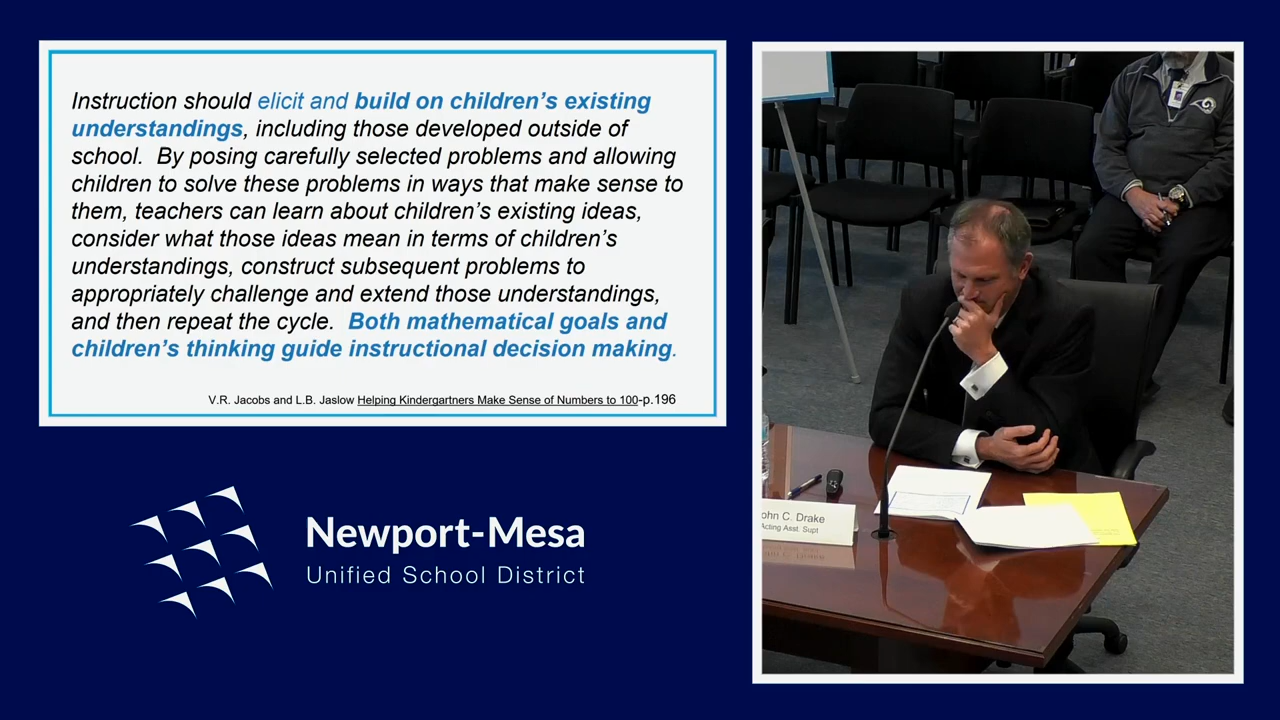 Instruction should elicit and build on children’s existing
understandings, including those developed outside of
school.  By posing carefully selected problems and allowing
children to solve these problems in ways that make sense to
them, teachers can learn about children’s existing ideas,
consider what those ideas mean in terms of children’s
understandings, construct subsequent problems to
appropriately challenge and extend those understandings,
and then repeat the cycle.  Both mathematical goals and
children’s thinking guide instructional decision making.
V.R. Jacobs and L.B. Jaslow Helping Kindergartners Make Sense of Numbers to 100-p.196
Newport-Mesa
Unified School District
ohn C. Drake
Acting Asst. Supt